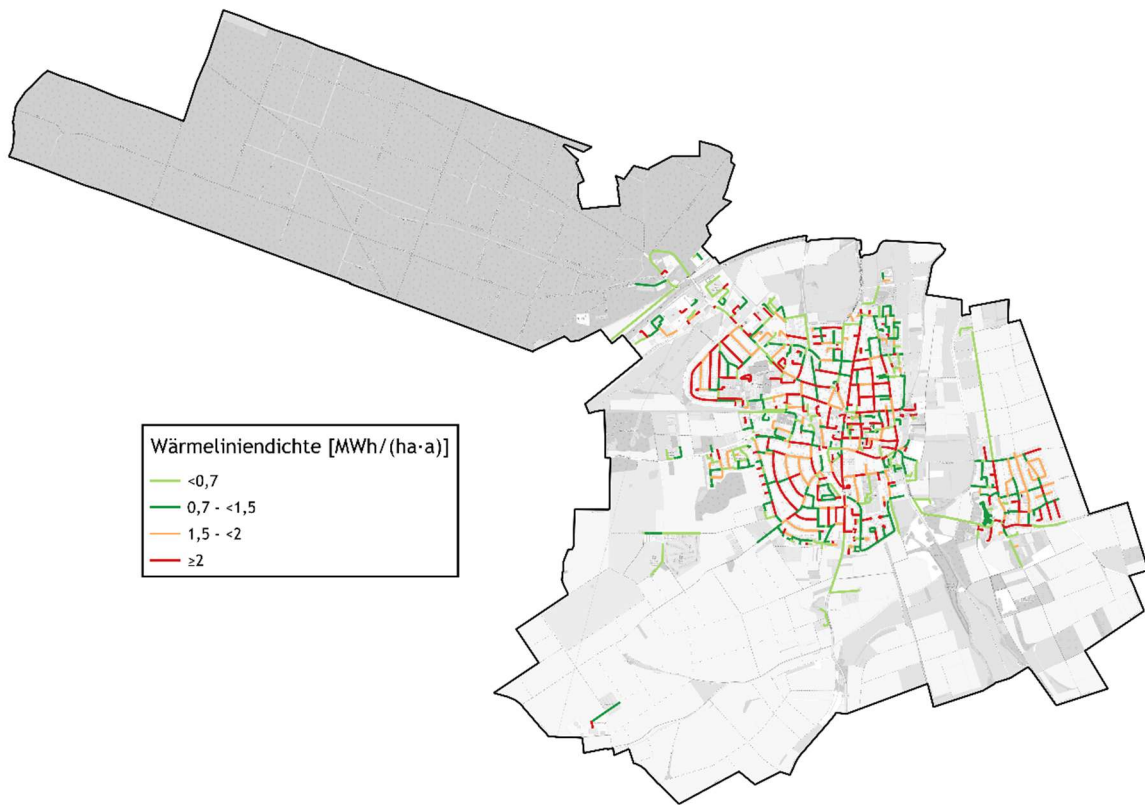 Wärmeliniendichte [MWh/(ha·a)]
<0,7
0,7 - <1,5
1,5 - <2
≥2